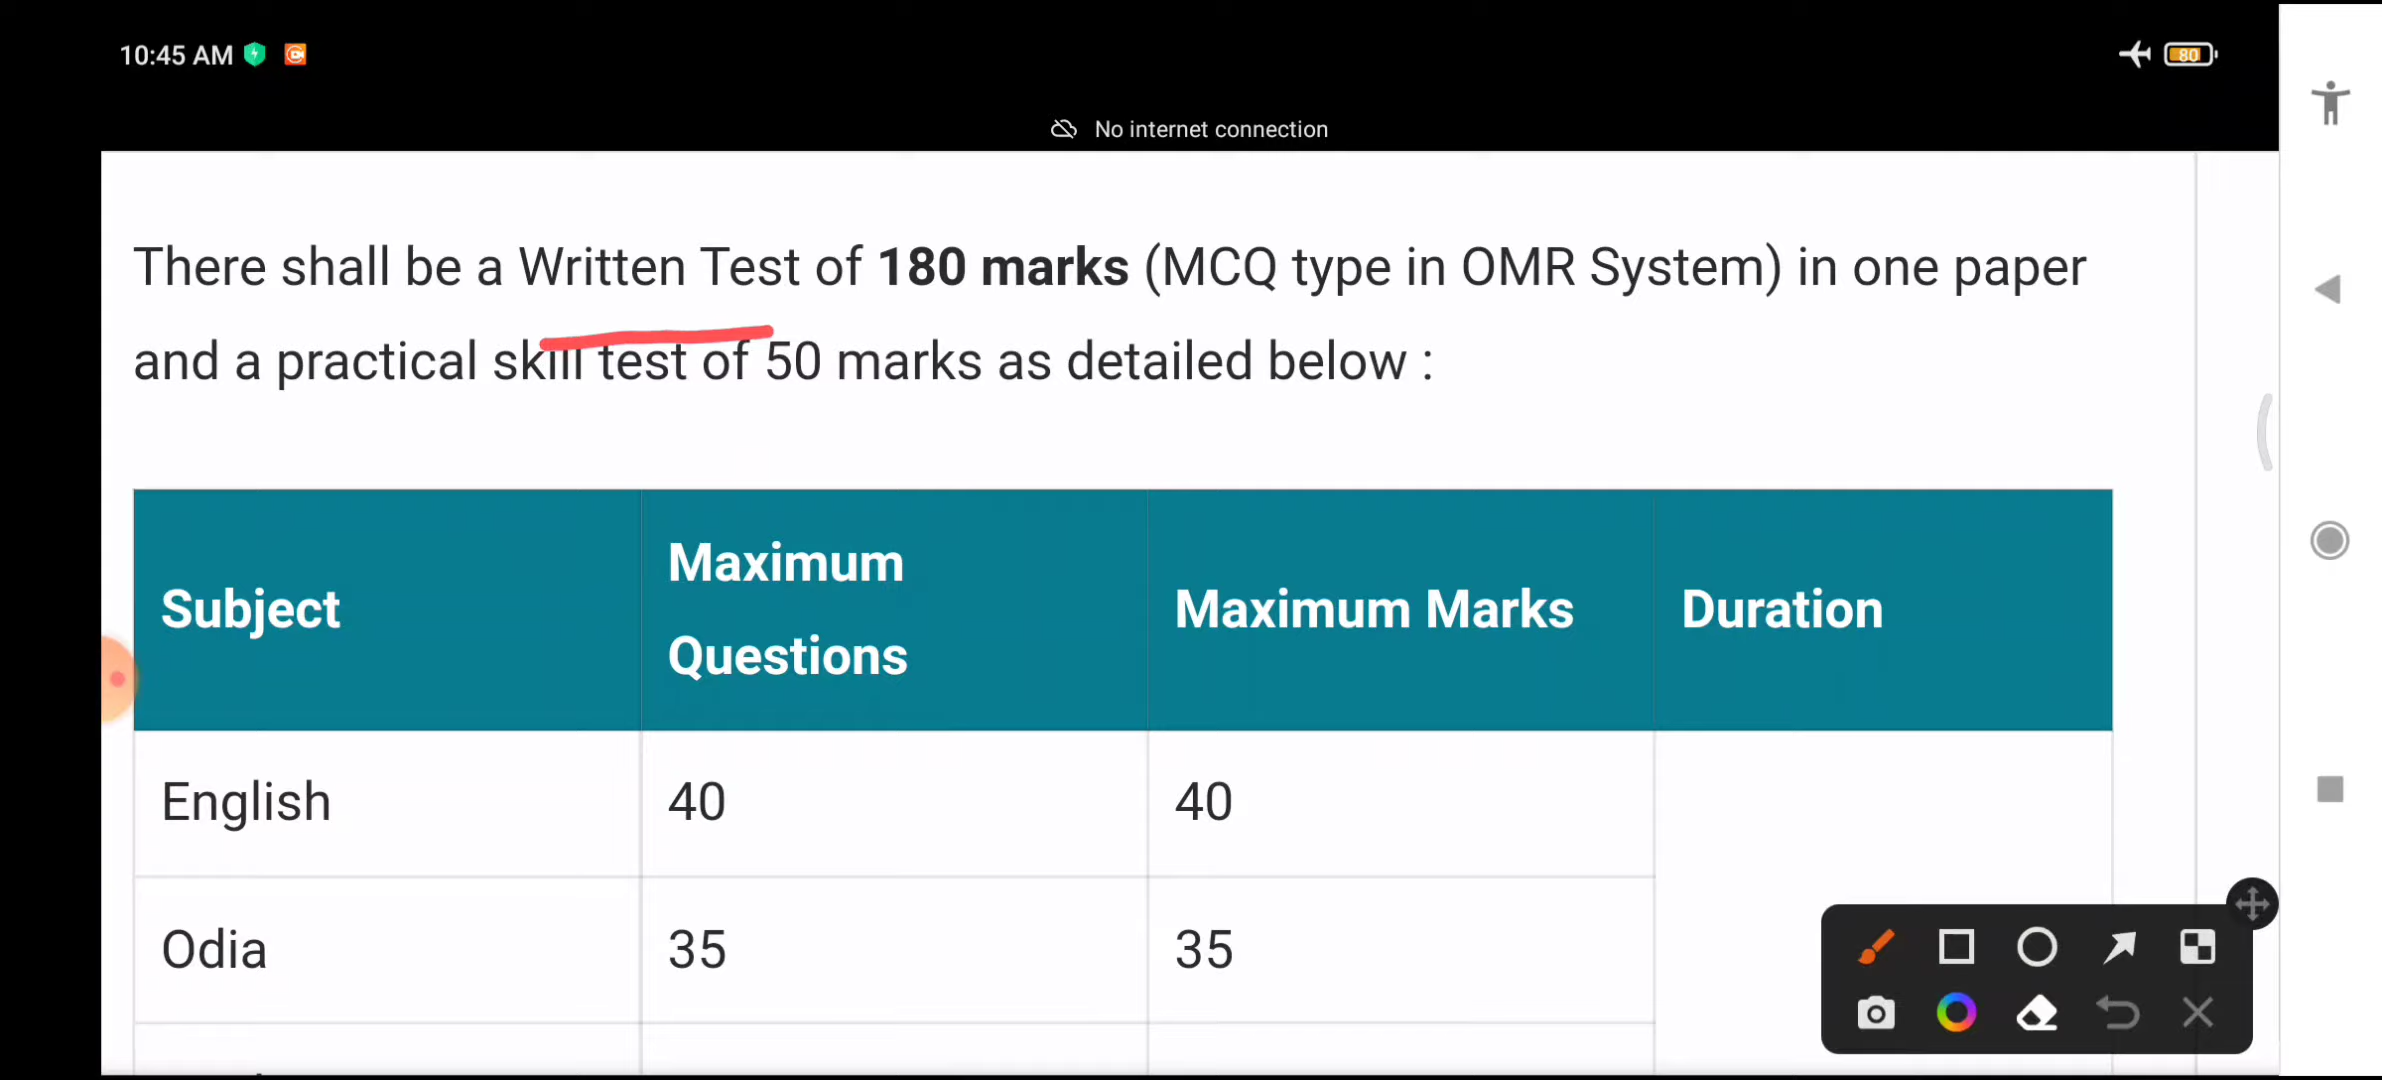 10:45 AM
80
No internet connection
There shall be a Written Test of 180 marks (MCQ type in OMR System) in one paper
and a practical skill test of 50 marks as detailed below :
Subject Maximum Questions Maximum Marks Duration
English 40 40
Odia 35 35